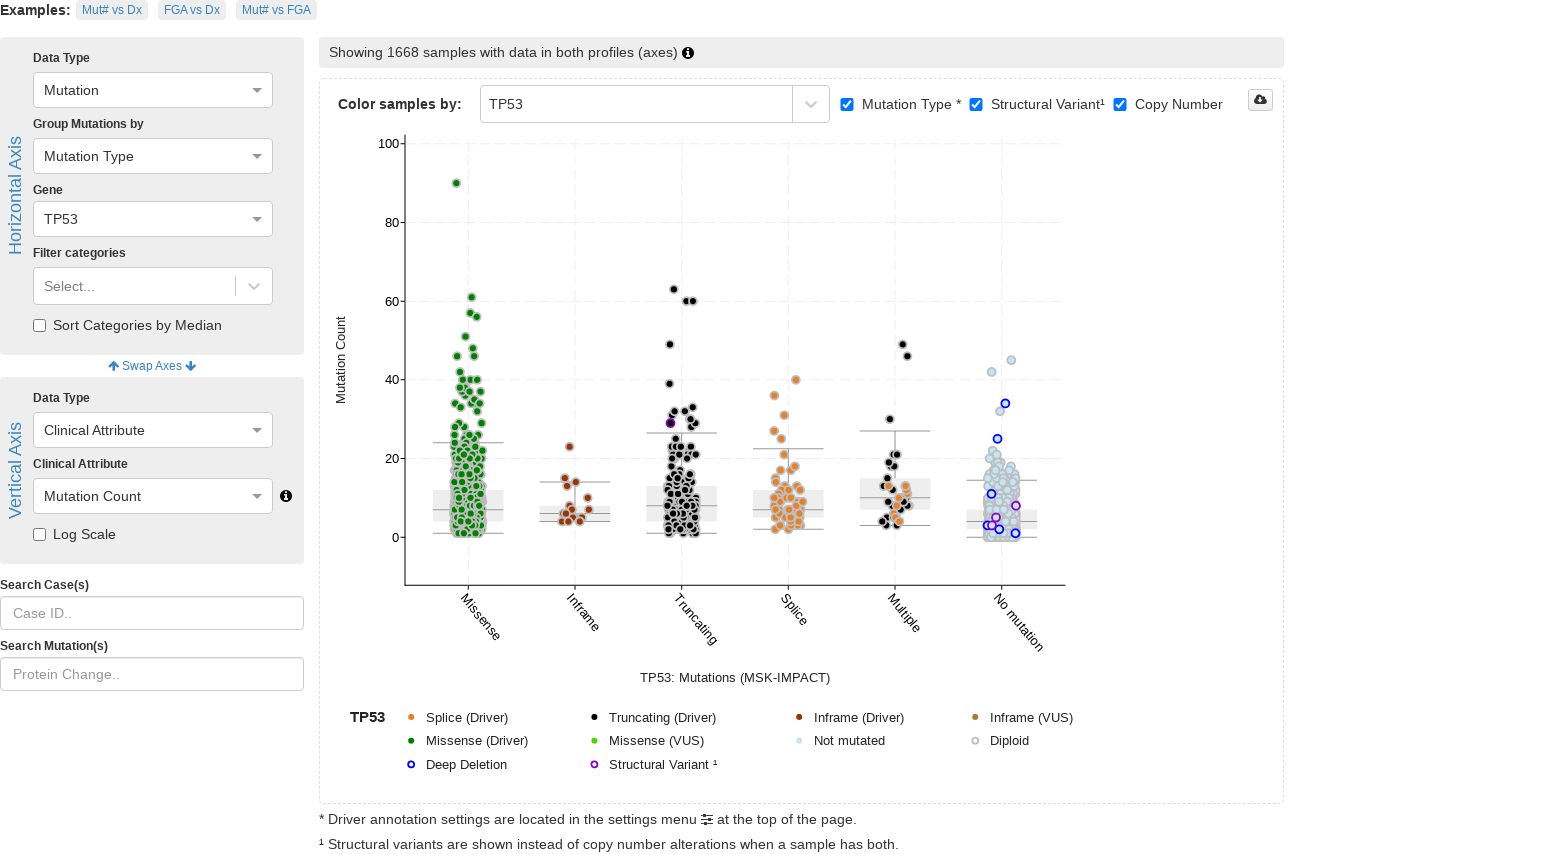 Examples: Mut# vs Dx FGA vs Dx Mut# vs FGA
Horizontal Axis
Data Type
Mutation
Group Mutations by
Mutation Type
Gene
TP53
Filter categories
Select...
Sort Categories by Median
Swap Axes
Vertical Axis
Data Type
Clinical Attribute
Clinical Attribute
Mutation Count
Log Scale
Search Case(s)
Case ID..
Search Mutation(s)
Protein Change..
Showing 1668 samples with data in both profiles (axes)
Color samples by: TP53 Mutation Type * Structural Variant¹ Copy Number
Mutation Count
100
80
60
40
20
0
Missense
Inframe
Truncating
Splice
Multiple
No mutation
TP53: Mutations (MSK-IMPACT)
TP53 Splice (Driver) Truncating (Driver) Inframe (Driver) Inframe (VUS)
Missense (Driver) Missense (VUS) Not mutated Diploid
Deep Deletion Structural Variant ¹
* Driver annotation settings are located in the settings menu at the top of the page.
¹ Structural variants are shown instead of copy number alterations when a sample has both.